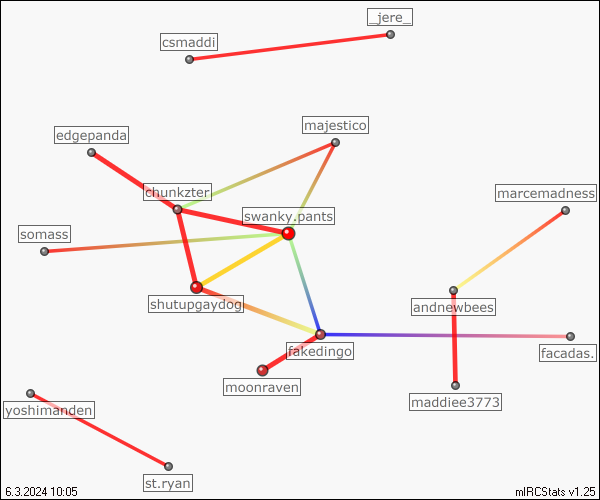 _jere_
csmaddi
majestico
edgepanda
chunkzter
marcemadness
swanky.pants
somass
shutupgaydog
andnewbees
fakedingo
facadas.
moonraven
maddiee3773
yoshimanden
st.ryan
6.3.2024 10:05
mIRCStats v1.25